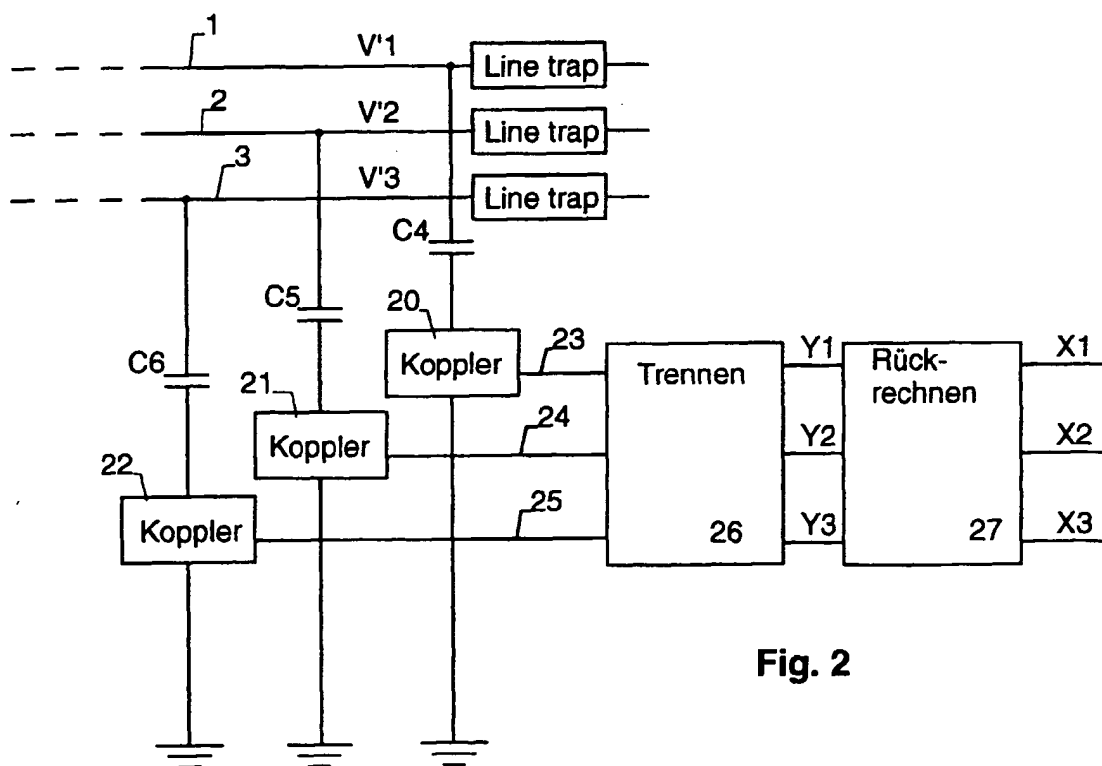 1
V'1
Line trap
2
V'2
Line trap
3
V'3
Line trap
C4
C5
20
C6
Koppler
23
Trennen
Y1
Rück-
rechnen
X1
21
Koppler
24
Y2
X2
22
Koppler
25
26
Y3
27
X3
Fig. 2